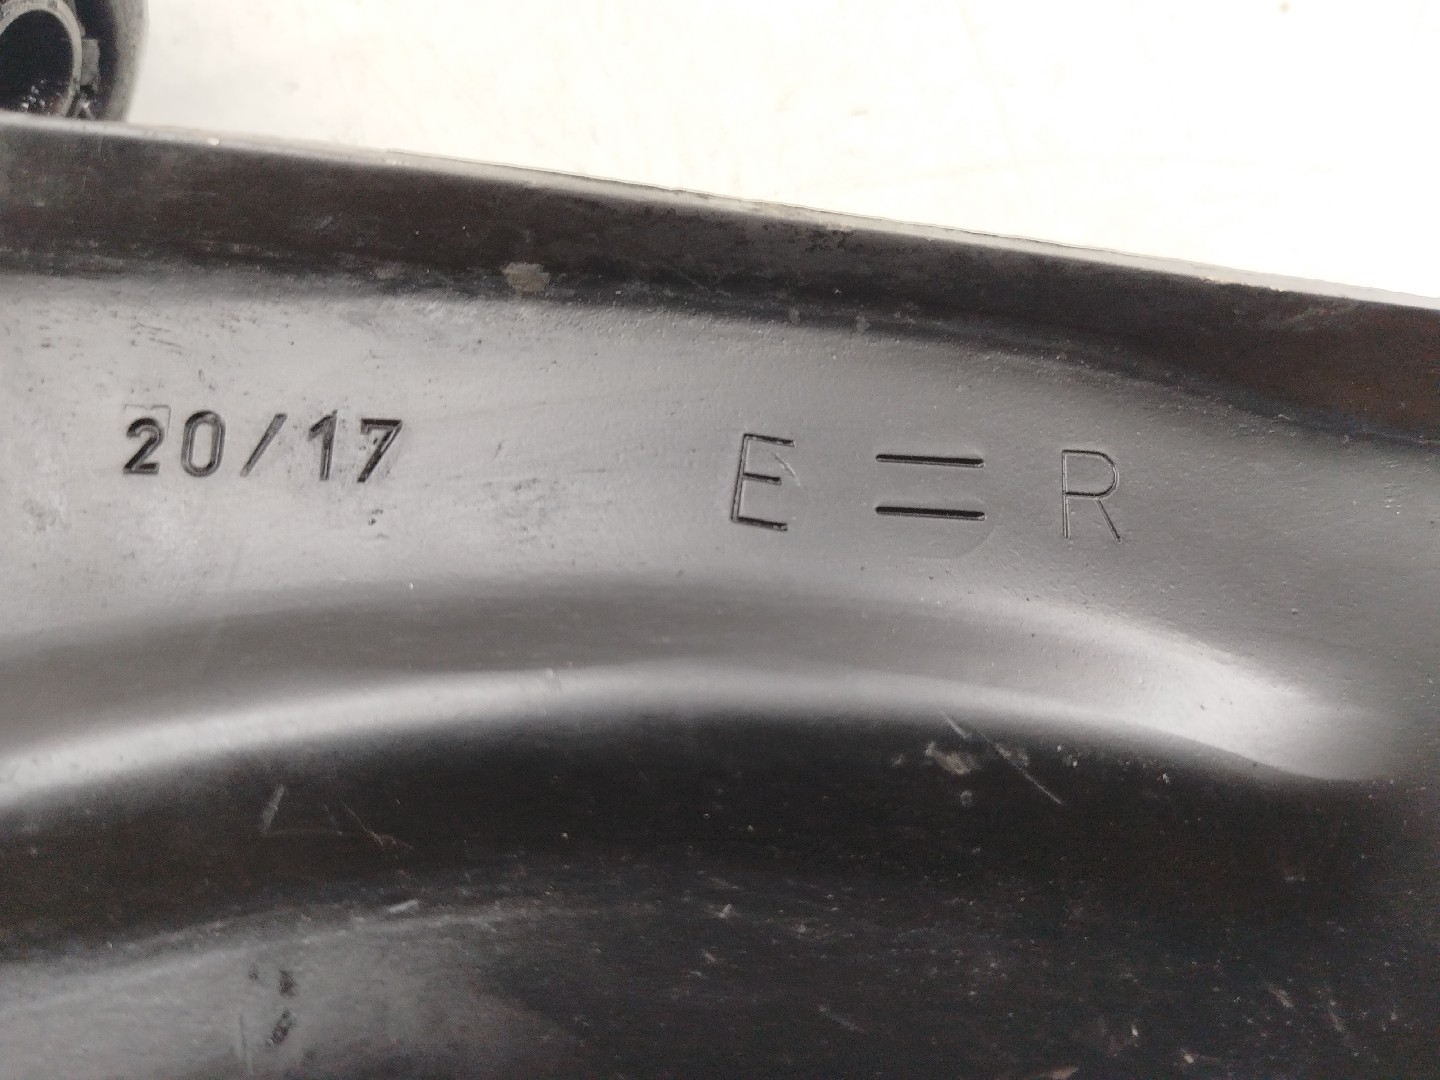 20/17 E = R